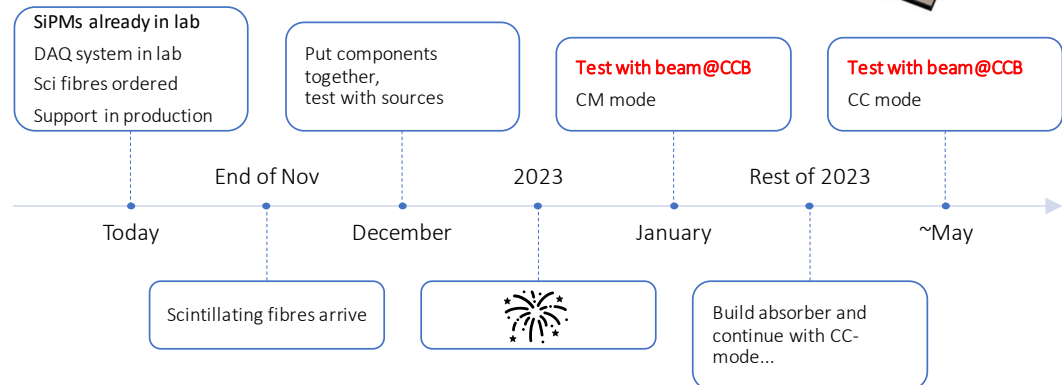 SiPMs already in lab
DAQ system in lab
Sci fibres ordered
Support in production
Put components
together,
test with sources
Test with beam@CCB
CM mode
Test with beam@CCB
CC mode
End of Nov
2023
Rest of 2023
Today
December
January
~May
Scintillating fibres arrive
Build absorber and
continue with CC-
mode...